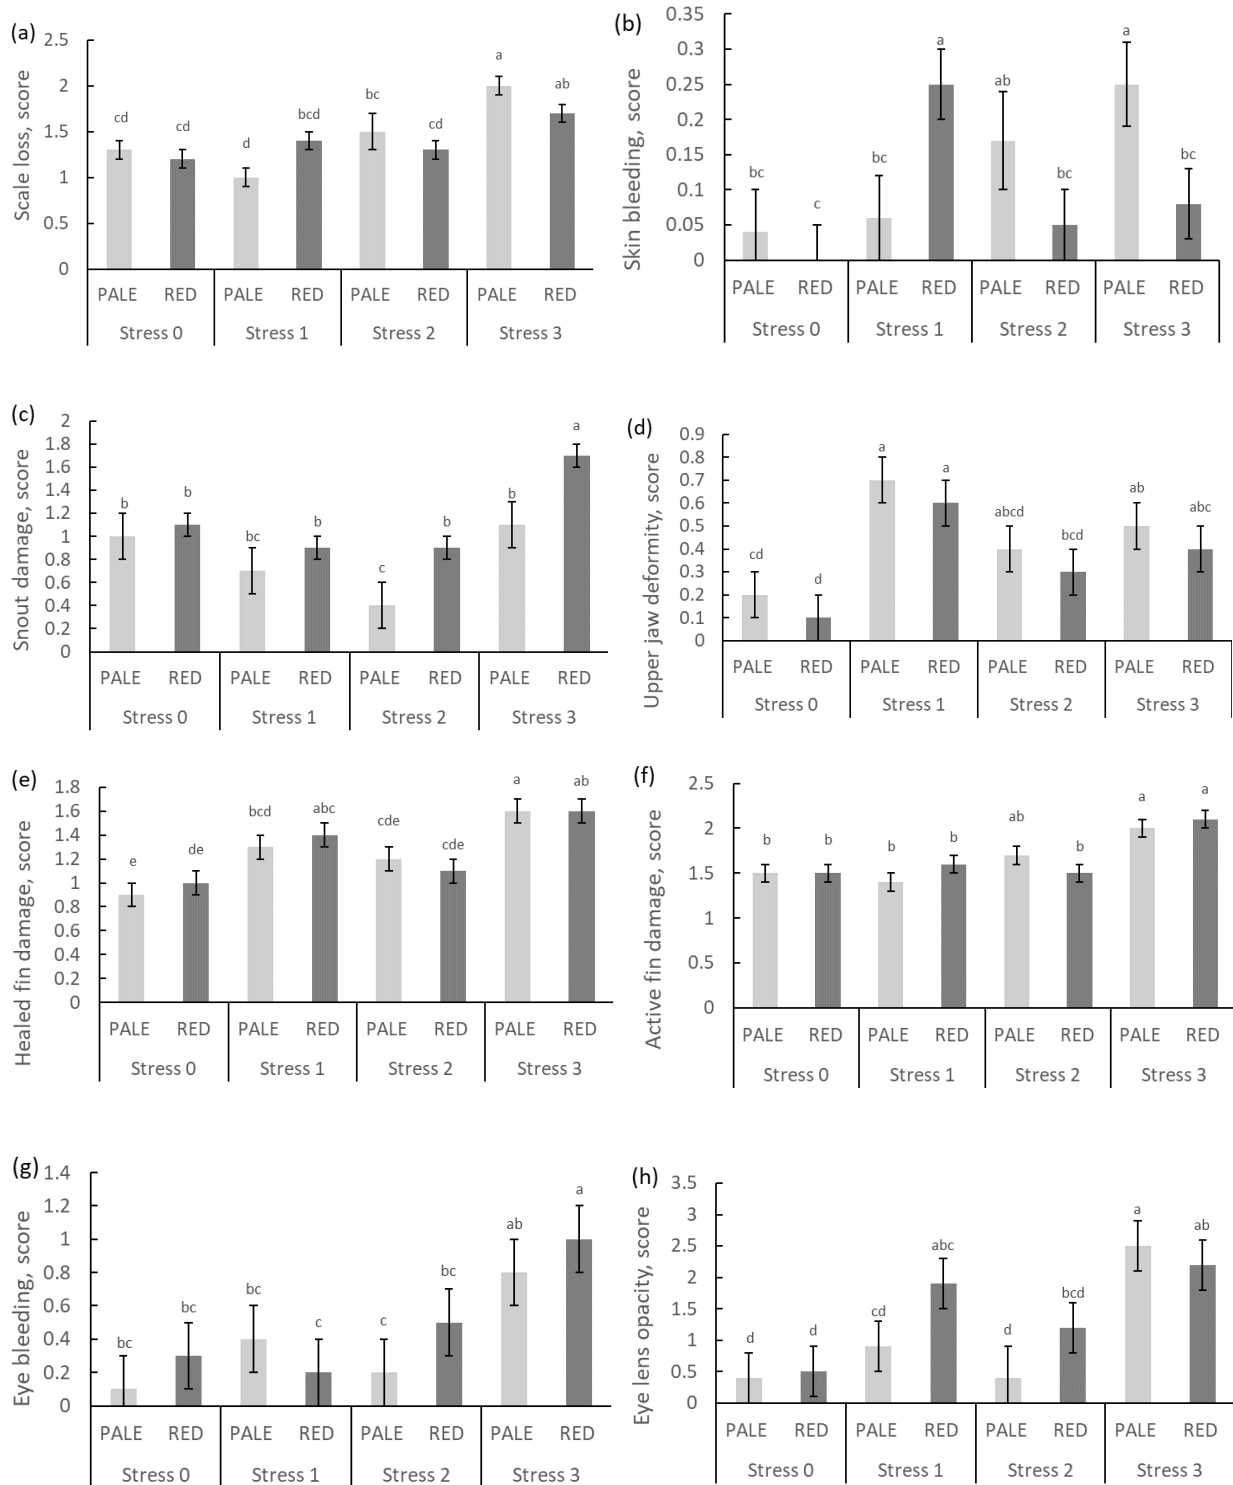 (a)
Scale loss, score
2.5
2
1.5
1
0.5
0
cd
cd
d
bcd
bc
cd
a
ab
PALE RED PALE RED PALE RED PALE RED
Stress 0 Stress 1 Stress 2 Stress 3
(b)
Skin bleeding, score
0.35
0.3
0.25
0.2
0.15
0.1
0.05
0
bc
c
bc
a
ab
bc
a
bc
PALE RED PALE RED PALE RED PALE RED
Stress 0 Stress 1 Stress 2 Stress 3
(c)
Snout damage, score
2
1.8
1.6
1.4
1.2
1
0.8
0.6
0.4
0.2
0
b
b
bc
b
c
b
b
a
PALE RED PALE RED PALE RED PALE RED
Stress 0 Stress 1 Stress 2 Stress 3
(d)
Upper jaw deformity, score
0.9
0.8
0.7
0.6
0.5
0.4
0.3
0.2
0.1
0
cd
d
a
a
abcd
bcd
ab
abc
PALE RED PALE RED PALE RED PALE RED
Stress 0 Stress 1 Stress 2 Stress 3
(e)
Healed fin damage, score
1.8
1.6
1.4
1.2
1
0.8
0.6
0.4
0.2
0
e
de
bcd
abc
cde
cde
a
ab
PALE RED PALE RED PALE RED PALE RED
Stress 0 Stress 1 Stress 2 Stress 3
(f)
Active fin damage, score
2.5
2
1.5
1
0.5
0
b
b
b
b
ab
b
a
a
PALE RED PALE RED PALE RED PALE RED
Stress 0 Stress 1 Stress 2 Stress 3
(g)
Eye bleeding, score
1.4
1.2
1
0.8
0.6
0.4
0.2
0
bc
bc
bc
c
c
bc
ab
a
PALE RED PALE RED PALE RED PALE RED
Stress 0 Stress 1 Stress 2 Stress 3
(h)
Eye lens opacity, score
3.5
3
2.5
2
1.5
1
0.5
0
d
d
cd
abc
d
bcd
a
ab
PALE RED PALE RED PALE RED PALE RED
Stress 0 Stress 1 Stress 2 Stress 3